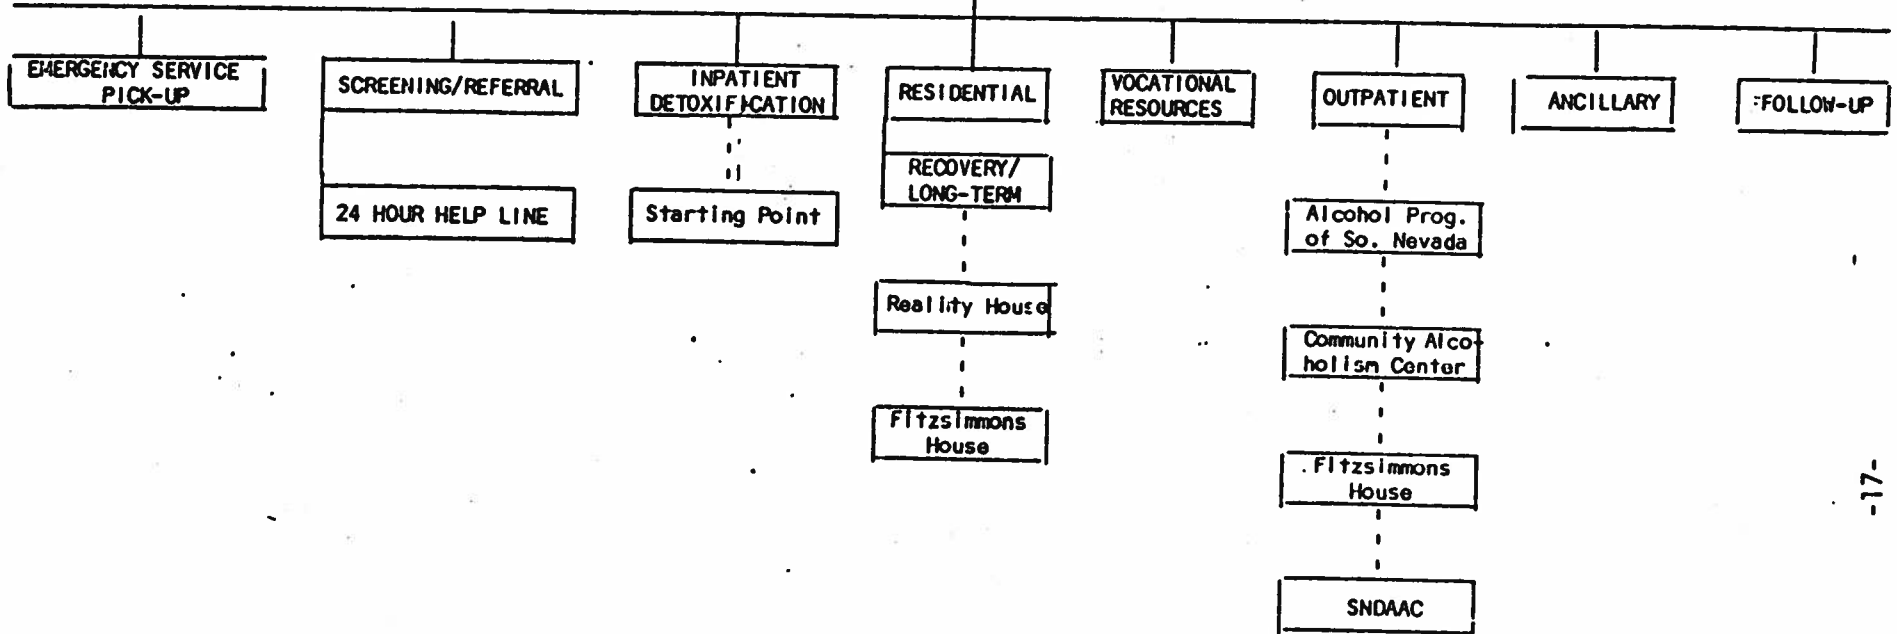 EMERGENCY SERVICE
PICK-UP
SCREENING/REFERRAL
INPATIENT
DETOXIFICATION
RESIDENTIAL
VOCATIONAL
RESOURCES
OUTPATIENT
ANCILLARY
FOLLOW-UP
RECOVERY/
LONG-TERM
24 HOUR HELP LINE
Starting Point
Alcohol Prog.
of So. Nevada
Reality House
Community Alco-
holism Center
Fitzsimmons
House
Fitzsimmons
House
SNDAAC
-17-